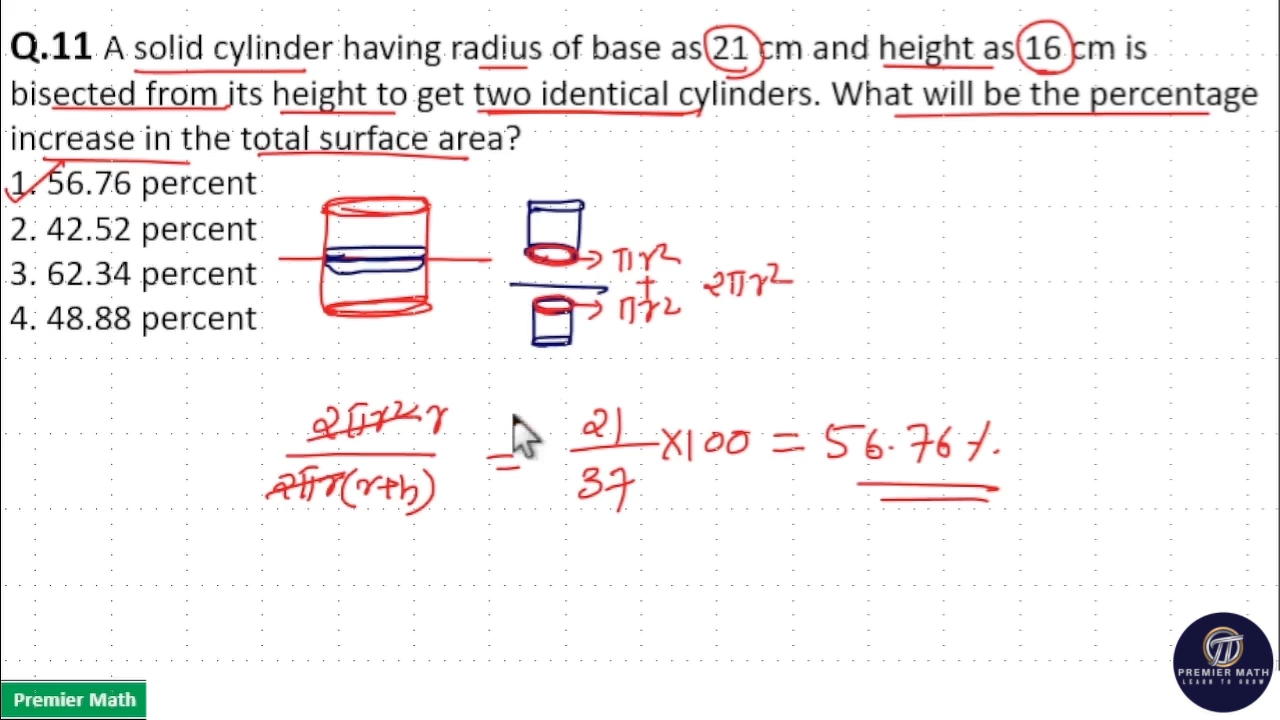 Q.11 A solid cylinder having radius of base as 21 cm and height as 16 cm is
bisected from its height to get two identical cylinders. What will be the percentage
increase in the total surface area?
1. 56.76 percent
2. 42.52 percent
3. 62.34 percent
4. 48.88 percent
πr²
+
πr²
2πr²
2πr² r
2πr(r+h)
= 21/37 ×100 = 56.76 %.
PREMIER MATH
LEARN TO GROW
Premier Math